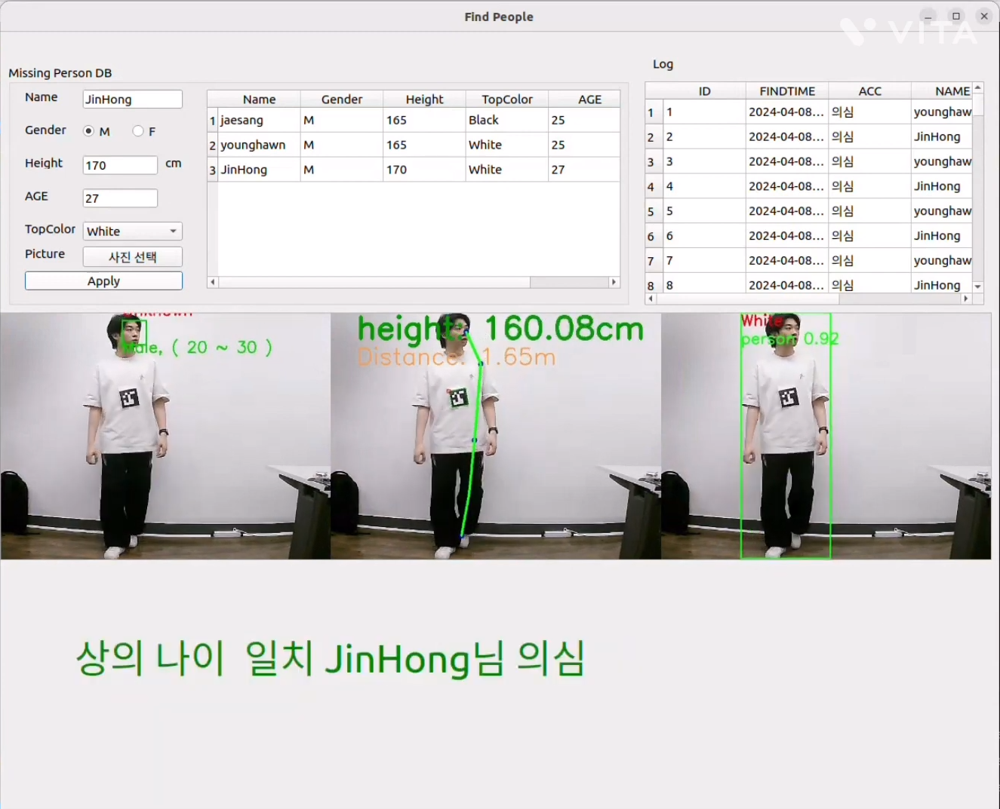 Find People
VITA
Missing Person DB
Name JinHong
Gender M F
Height 170 cm
AGE 27
TopColor White
Picture 사진 선택
Apply
Name Gender Height TopColor AGE
1 jaesang M 165 Black 25
2 younghawn M 165 White 25
3 JinHong M 170 White 27
Log
ID FINDTIME ACC NAME
1 1 2024-04-08... 의심 younghaw
2 2 2024-04-08... 의심 JinHong
3 3 2024-04-08... 의심 younghaw
4 4 2024-04-08... 의심 JinHong
5 5 2024-04-08... 의심 younghaw
6 6 2024-04-08... 의심 JinHong
7 7 2024-04-08... 의심 younghaw
8 8 2024-04-08... 의심 JinHong
Male, ( 20 ~ 30 )
height: 160.08cm
Distance: 1.65m
White
person 0.92
상의 나이 일치 JinHong님 의심